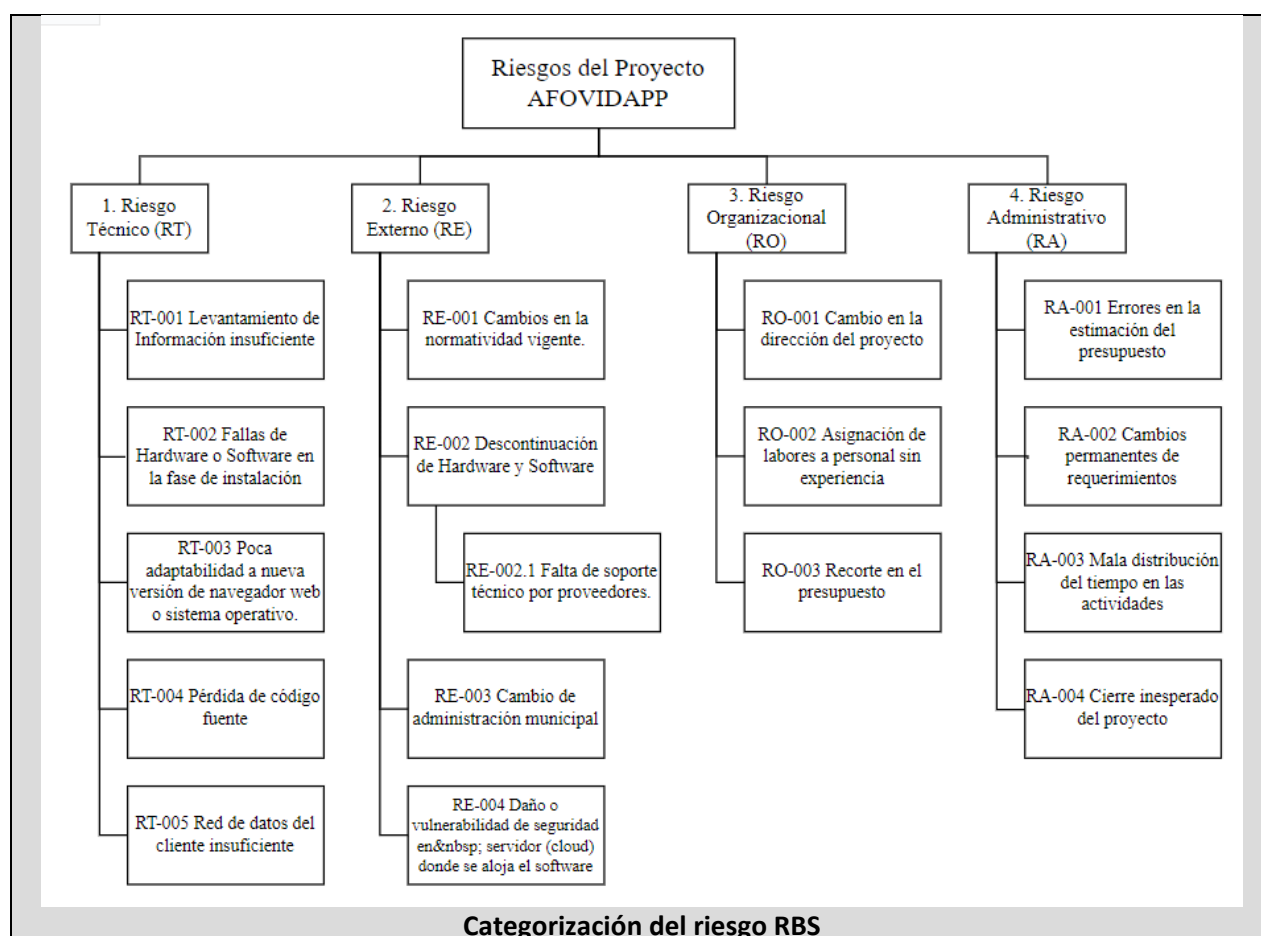 Riesgos del Proyecto
AFOVIDAPP
1. Riesgo
Técnico (RT)
RT-001 Levantamiento de
Información insuficiente
RT-002 Fallas de
Hardware o Software en
la fase de instalación
RT-003 Poca
adaptabilidad a nueva
versión de navegador web
o sistema operativo.
RT-004 Pérdida de código
fuente
RT-005 Red de datos del
cliente insuficiente
2. Riesgo
Externo (RE)
RE-001 Cambios en la
normatividad vigente.
RE-002 Descontinuación
de Hardware y Software
RE-002.1 Falta de soporte
técnico por proveedores.
RE-003 Cambio de
administración municipal
RE-004 Daño o
vulnerabilidad de seguridad
en&nbsp; servidor (cloud)
donde se aloja el software
3. Riesgo
Organizacional
(RO)
RO-001 Cambio en la
dirección del proyecto
RO-002 Asignación de
labores a personal sin
experiencia
RO-003 Recorte en el
presupuesto
4. Riesgo
Administrativo
(RA)
RA-001 Errores en la
estimación del
presupuesto
RA-002 Cambios
permanentes de
requerimientos
RA-003 Mala distribución
del tiempo en las
actividades
RA-004 Cierre inesperado
del proyecto
Categorización del riesgo RBS